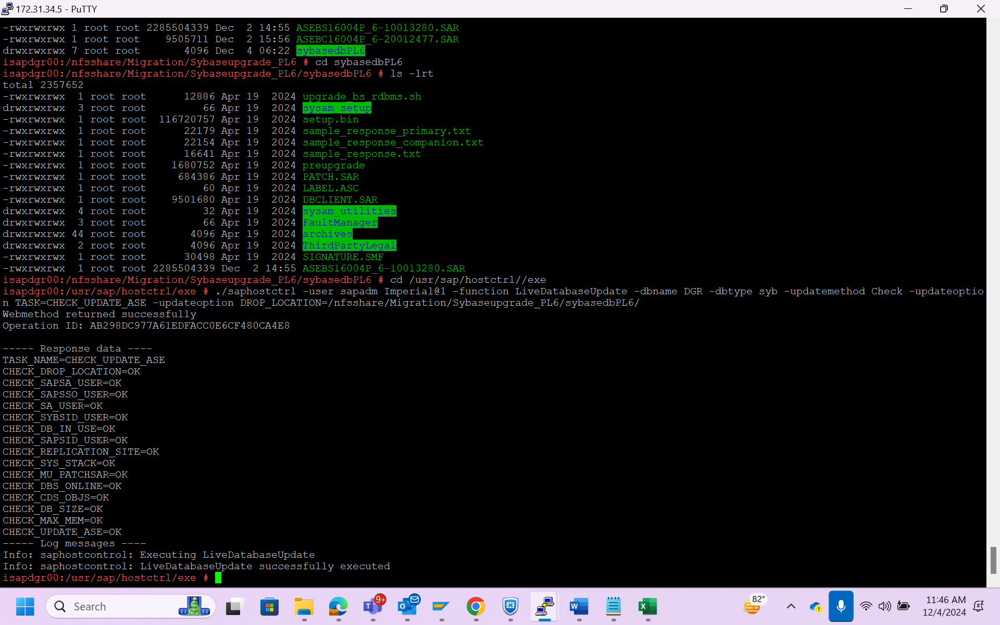 172.31.34.5 - PuTTY
-rwxrwxrwx 1 root root 2285504339 Dec  2 14:55 ASEBS16004P_6-10013280.SAR
-rwxrwxrwx 1 root root    9505711 Dec  2 15:56 ASEBC16004P_6-20012477.SAR
drwxrwxrwx 7 root root       4096 Dec  4 06:22 sybasedbPL6
isapdgr00:/nfsshare/Migration/Sybaseupgrade_PL6 # cd sybasedbPL6
isapdgr00:/nfsshare/Migration/Sybaseupgrade_PL6/sybasedbPL6 # ls -lrt
total 2357652
-rwxrwxrwx  1 root root      12886 Apr 19  2024 upgrade_bs_rdbms.sh
drwxrwxrwx  3 root root         66 Apr 19  2024 sysam_setup
-rwxrwxrwx  1 root root  116720757 Apr 19  2024 setup.bin
-rwxrwxrwx  1 root root      22179 Apr 19  2024 sample_response_primary.txt
-rwxrwxrwx  1 root root      22154 Apr 19  2024 sample_response_companion.txt
-rwxrwxrwx  1 root root      16641 Apr 19  2024 sample_response.txt
-rwxrwxrwx  1 root root    1680752 Apr 19  2024 preupgrade
-rwxrwxrwx  1 root root     684386 Apr 19  2024 PATCH.SAR
-rwxrwxrwx  1 root root         60 Apr 19  2024 LABEL.ASC
-rwxrwxrwx  1 root root    9501680 Apr 19  2024 DBCLIENT.SAR
drwxrwxrwx  4 root root         32 Apr 19  2024 sysam_utilities
drwxrwxrwx  3 root root         66 Apr 19  2024 FaultManager
drwxrwxrwx 44 root root       4096 Apr 19  2024 archives
drwxrwxrwx  2 root root       4096 Apr 19  2024 ThirdPartyLegal
-rwxrwxrwx  1 root root      30498 Apr 19  2024 SIGNATURE.SMF
-rwxrwxrwx  1 root root 2285504339 Dec  2 14:55 ASEBS16004P_6-10013280.SAR
isapdgr00:/nfsshare/Migration/Sybaseupgrade_PL6/sybasedbPL6 # cd /usr/sap/hostctrl//exe
isapdgr00:/usr/sap/hostctrl/exe # ./saphostctrl -user sapadm Imperial@1 -function LiveDatabaseUpdate -dbname DGR -dbtype syb -updatemethod Check -updateoptio
n TASK=CHECK_UPDATE_ASE -updateoption DROP_LOCATION=/nfsshare/Migration/Sybaseupgrade_PL6/sybasedbPL6/
Webmethod returned successfully
Operation ID: AB298DC977A61EDFACC0E6CF480CA4E8
----- Response data ----
TASK_NAME=CHECK_UPDATE_ASE
CHECK_DROP_LOCATION=OK
CHECK_SAPSA_USER=OK
CHECK_SAPSSO_USER=OK
CHECK_SA_USER=OK
CHECK_SYBSID_USER=OK
CHECK_DB_IN_USE=OK
CHECK_SAPSID_USER=OK
CHECK_REPLICATION_SITE=OK
CHECK_SYS_STACK=OK
CHECK_MU_PATCHSAR=OK
CHECK_DBS_ONLINE=OK
CHECK_CDS_OBJS=OK
CHECK_DB_SIZE=OK
CHECK_MAX_MEM=OK
CHECK_UPDATE_ASE=OK
----- Log messages ----
Info: saphostcontrol: Executing LiveDatabaseUpdate
Info: saphostcontrol: LiveDatabaseUpdate successfully executed
isapdgr00:/usr/sap/hostctrl/exe #
Search
9+
82°
11:46 AM
12/4/2024